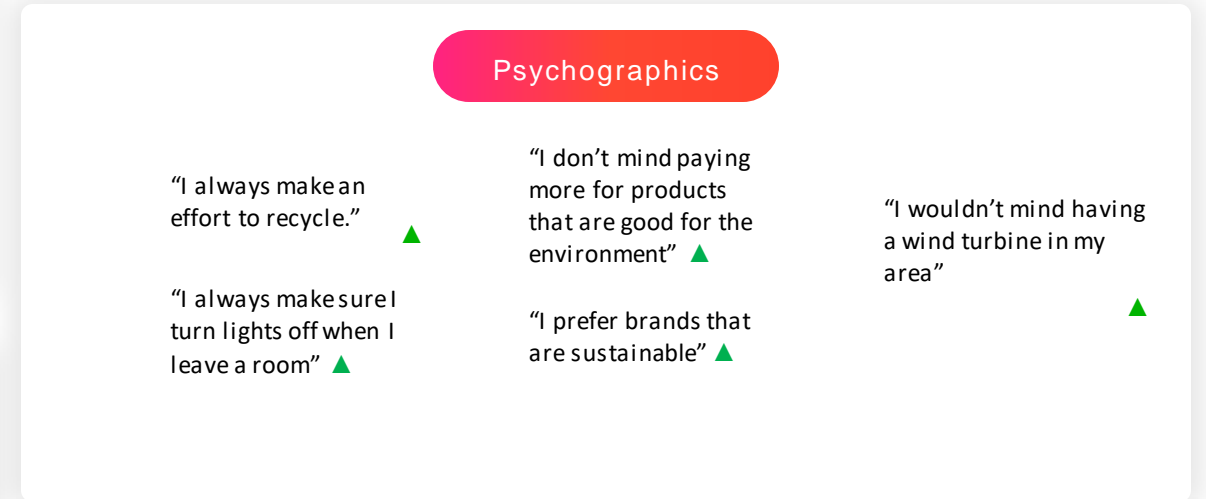 Psychographics
“I always make an
effort to recycle.”
▲
“I always make sure I
turn lights off when I
leave a room” ▲
“I don’t mind paying
more for products
that are good for the
environment” ▲
“I prefer brands that
are sustainable” ▲
“I wouldn’t mind having
a wind turbine in my
area”
▲